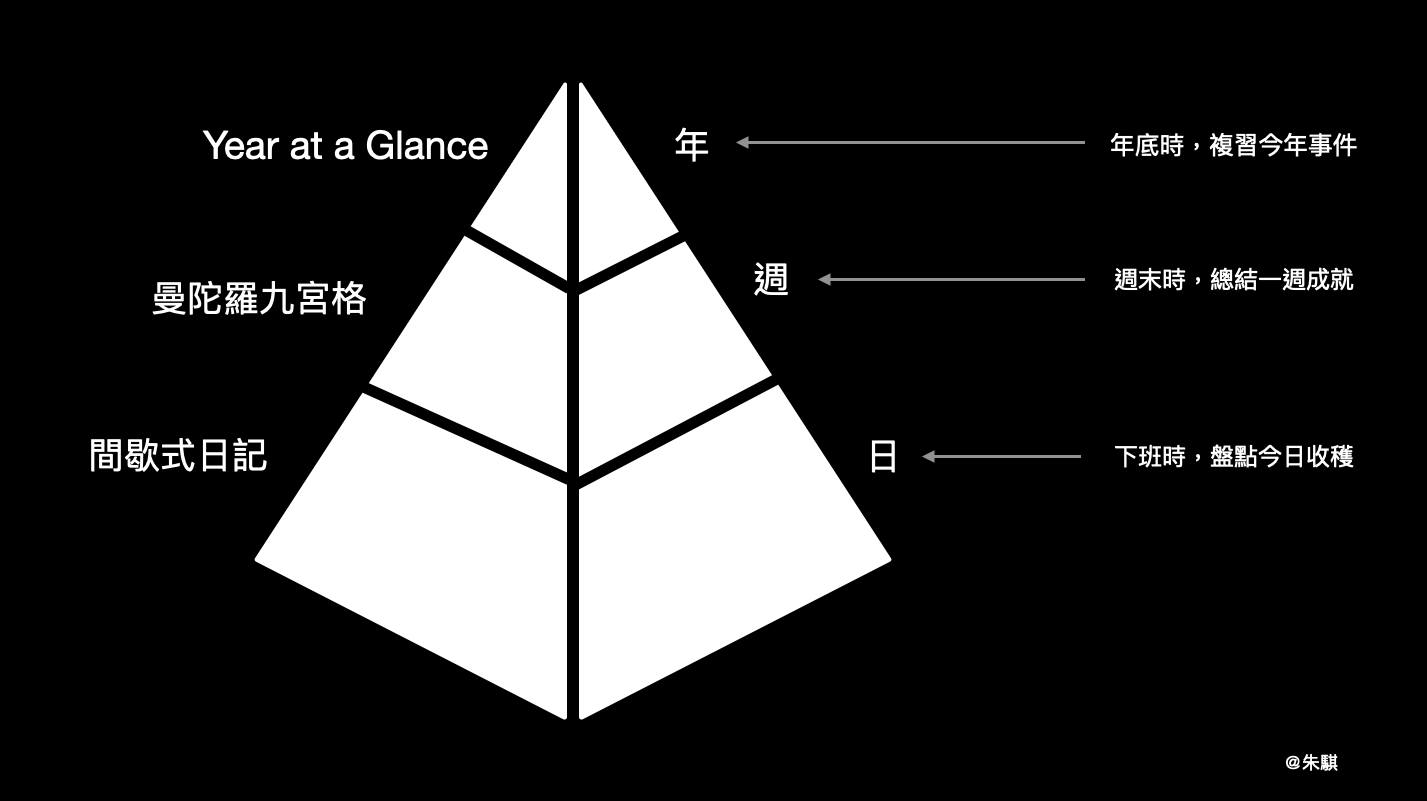 Year at a Glance
年
年底時，複習今年事件
曼陀羅九宮格
週
週末時，總結一週成就
間歇式日記
日
下班時，盤點今日收穫
@朱騏